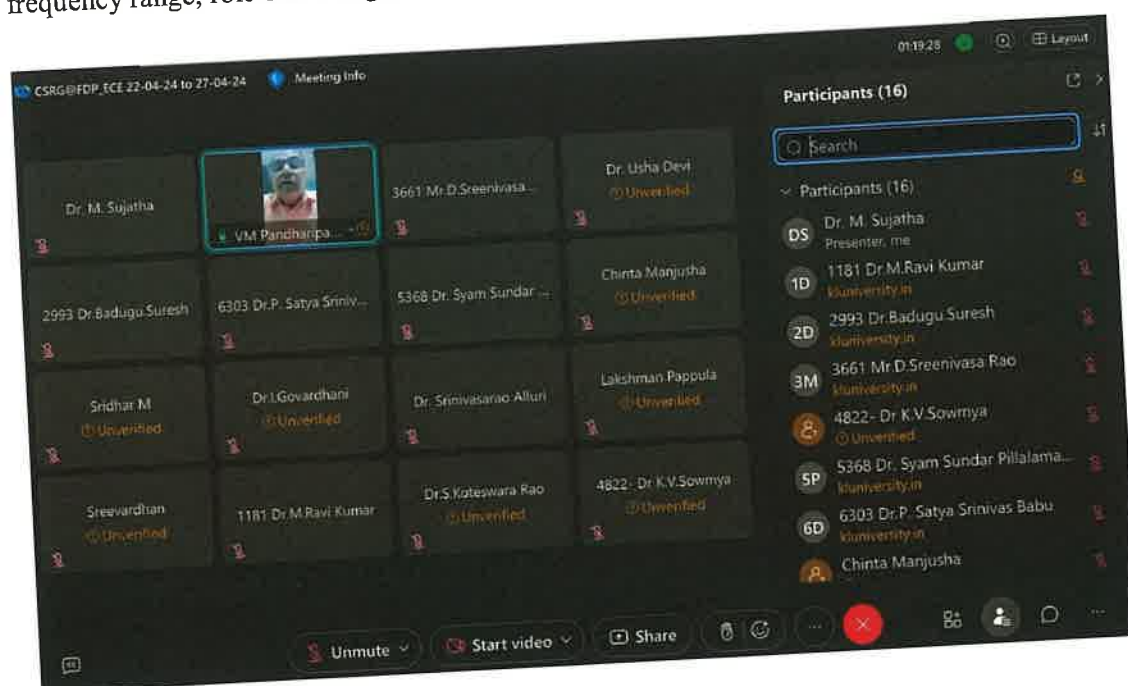 frequency range,
CSRG@FDP_ECE 22-04-24 to 27-04-24 Meeting Info
01:19:28 Layout
Dr. M. Sujatha
VM Pandharipa...
3661 Mr.D.Sreenivasa...
Dr. Usha Devi
Unverified
2993 Dr.Badugu Suresh
6303 Dr.P. Satya Sriniv...
5368 Dr. Syam Sundar ...
Chinta Manjusha
Unverified
Sridhar M
Unverified
Dr.I.Govardhani
Unverified
Dr. Srinivasarao Alluri
Lakshman Pappula
Unverified
Sreevardhan
Unverified
1181 Dr.M.Ravi Kumar
Dr.S.Koteswara Rao
Unverified
4822- Dr K.V.Sowmya
Unverified
Participants (16)
Search
Participants (16)
DS Dr. M. Sujatha
Presenter, me
1D 1181 Dr.M.Ravi Kumar
kluniversity.in
2D 2993 Dr.Badugu Suresh
kluniversity.in
3M 3661 Mr.D.Sreenivasa Rao
kluniversity.in
4822- Dr K.V.Sowmya
Unverified
SP 5368 Dr. Syam Sundar Pillalama...
kluniversity.in
6D 6303 Dr.P. Satya Srinivas Babu
kluniversity.in
Chinta Manjusha
Unmute Start video Share